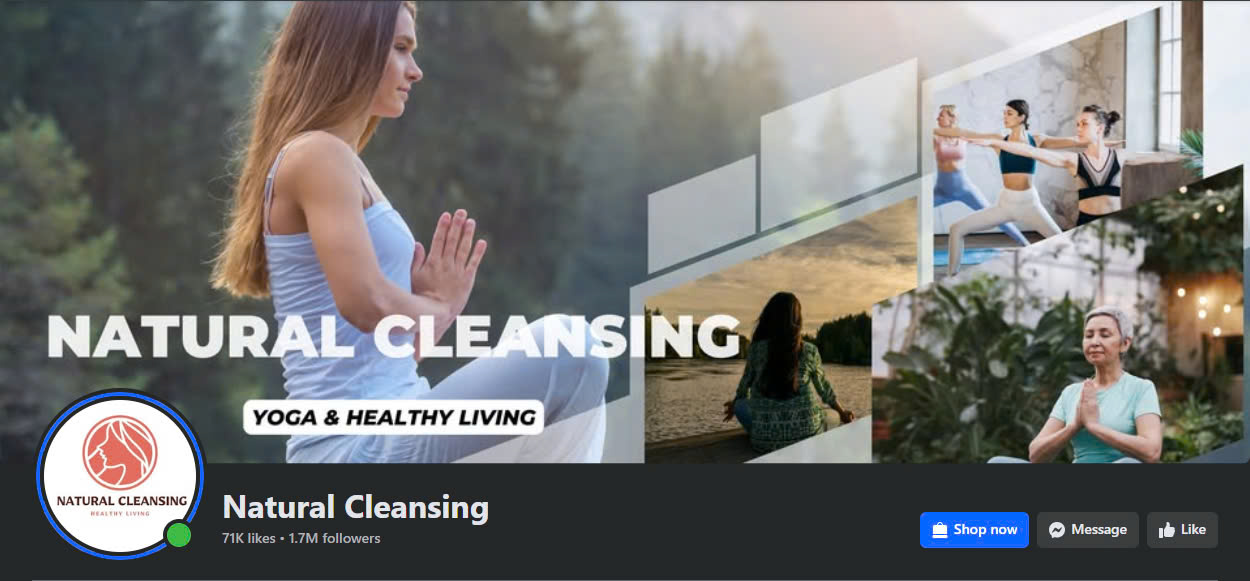 NATURAL CLEANSING
YOGA & HEALTHY LIVING
NATURAL CLEANSING
HEALTHY LIVING
Natural Cleansing
71K likes • 1.7M followers
Shop now
Message
Like